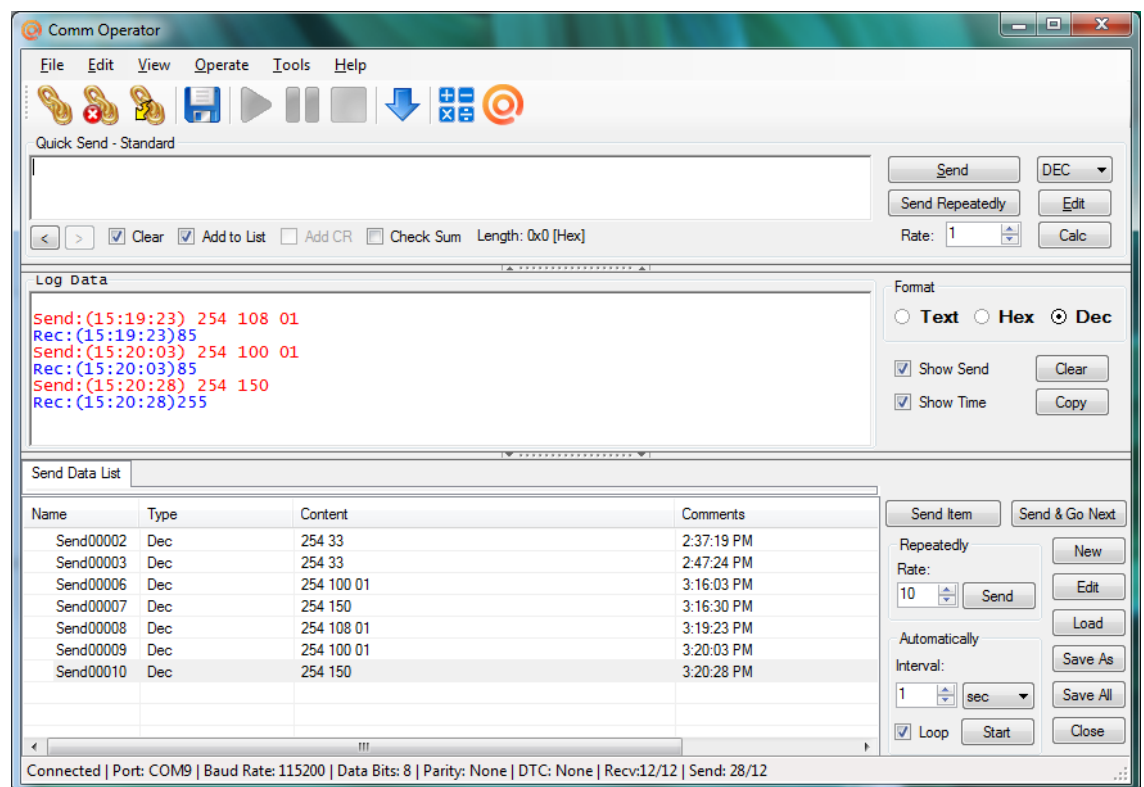 Comm Operator
File Edit View Operate Tools Help
Quick Send - Standard
Send DEC
Send Repeatedly Edit
< > Clear Add to List Add CR Check Sum Length: 0x0 [Hex] Rate: 1 Calc
Log Data
Format
Text Hex Dec
Send:(15:19:23) 254 108 01
Rec:(15:19:23)85
Send:(15:20:03) 254 100 01
Rec:(15:20:03)85
Send:(15:20:28) 254 150
Rec:(15:20:28)255
Show Send Clear
Show Time Copy
Send Data List
Name Type Content Comments
Send00002 Dec 254 33 2:37:19 PM
Send00003 Dec 254 33 2:47:24 PM
Send00006 Dec 254 100 01 3:16:03 PM
Send00007 Dec 254 150 3:16:30 PM
Send00008 Dec 254 108 01 3:19:23 PM
Send00009 Dec 254 100 01 3:20:03 PM
Send00010 Dec 254 150 3:20:28 PM
Send Item Send & Go Next
Repeatedly New
Rate:
10 Send Edit
Load
Automatically
Interval: Save As
1 sec Save All
Loop Start Close
Connected | Port: COM9 | Baud Rate: 115200 | Data Bits: 8 | Parity: None | DTC: None | Recv:12/12 | Send: 28/12